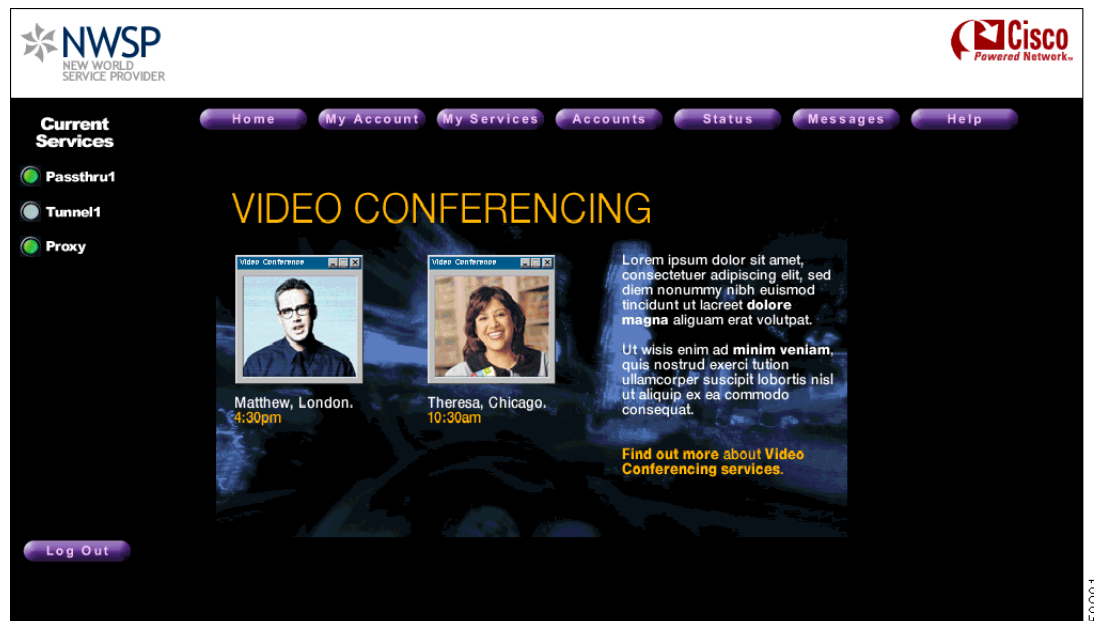 NWSP
NEW WORLD
SERVICE PROVIDER
Cisco
Powered Network™
Home
My Account
My Services
Accounts
Status
Messages
Help
Current
Services
Passthru1
Tunnel1
Proxy
VIDEO CONFERENCING
Video Conference
Video Conference
Matthew, London.
4:30pm
Theresa, Chicago.
10:30am
Lorem ipsum dolor sit amet,
consectetuer adipiscing elit, sed
diem nonummy nibh euismod
tincidunt ut lacreet dolore
magna aliguam erat volutpat.
Ut wisis enim ad minim veniam,
quis nostrud exerci tution
ullamcorper suscipit lobortis nisl
ut aliquip ex ea commodo
consequat.
Find out more about Video
Conferencing services.
Log Out